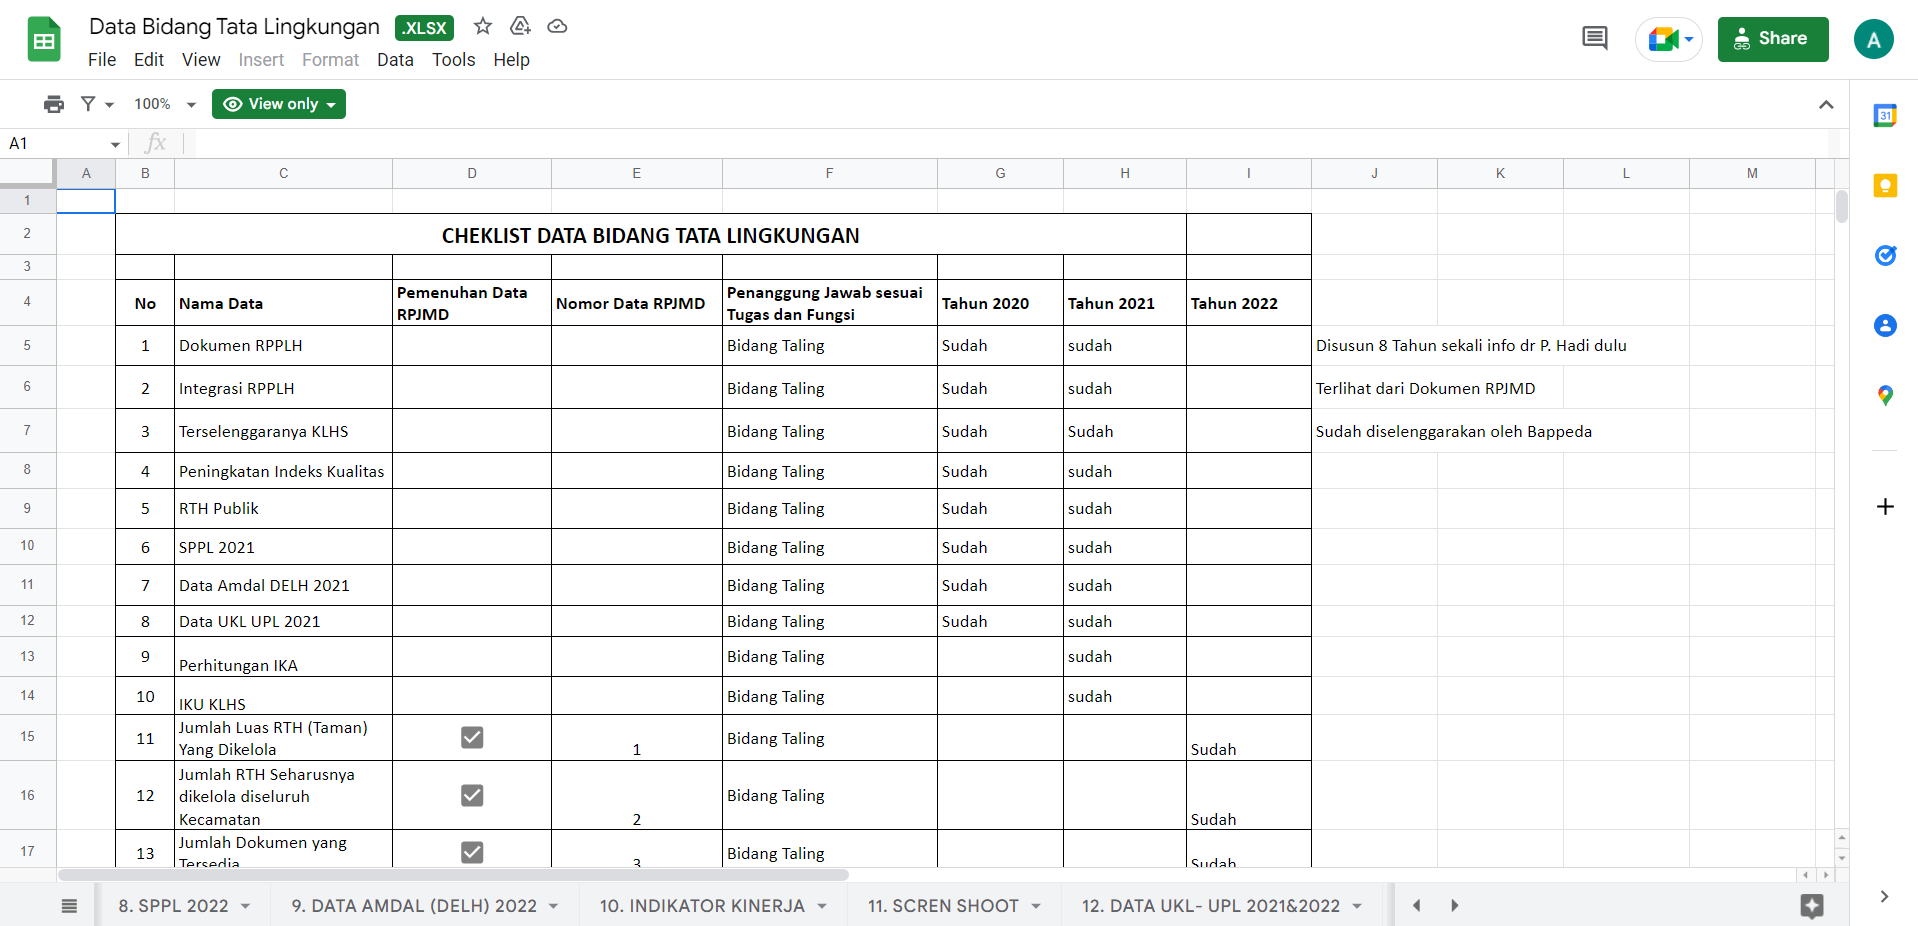 Data Bidang Tata Lingkungan .XLSX
File Edit View Insert Format Data Tools Help
Share
A
100% View only
A1 fx
31
A B C D E F G H I J K L M
1
2 CHEKLIST DATA BIDANG TATA LINGKUNGAN
3
4 No Nama Data Pemenuhan Data RPJMD Nomor Data RPJMD Penanggung Jawab sesuai Tugas dan Fungsi Tahun 2020 Tahun 2021 Tahun 2022
5 1 Dokumen RPPLH Bidang Taling Sudah sudah Disusun 8 Tahun sekali info dr P. Hadi dulu
6 2 Integrasi RPPLH Bidang Taling Sudah sudah Terlihat dari Dokumen RPJMD
7 3 Terselenggaranya KLHS Bidang Taling Sudah Sudah Sudah diselenggarakan oleh Bappeda
8 4 Peningkatan Indeks Kualitas Bidang Taling Sudah sudah
9 5 RTH Publik Bidang Taling Sudah sudah
10 6 SPPL 2021 Bidang Taling Sudah sudah
11 7 Data Amdal DELH 2021 Bidang Taling Sudah sudah
12 8 Data UKL UPL 2021 Bidang Taling Sudah sudah
13 9 Perhitungan IKA Bidang Taling sudah
14 10 IKU KLHS Bidang Taling sudah
15 11 Jumlah Luas RTH (Taman) Yang Dikelola 1 Bidang Taling Sudah
16 12 Jumlah RTH Seharusnya dikelola diseluruh Kecamatan 2 Bidang Taling Sudah
17 13 Jumlah Dokumen yang Tersedia 3 Bidang Taling Sudah
8. SPPL 2022 9. DATA AMDAL (DELH) 2022 10. INDIKATOR KINERJA 11. SCREN SHOOT 12. DATA UKL- UPL 2021&2022